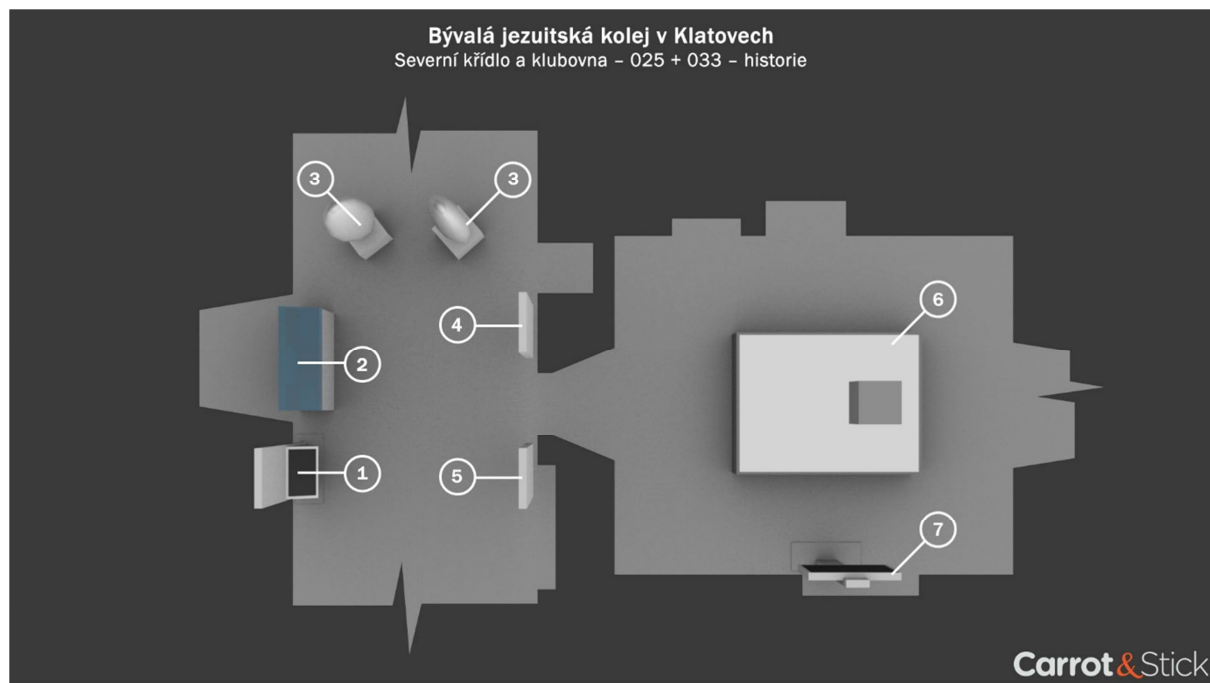 Bývalá jezuitská kolej v Klatovech
Severní křídlo a klubovna – 025 + 033 – historie
3
3
6
4
2
1
5
7
Carrot&Stick